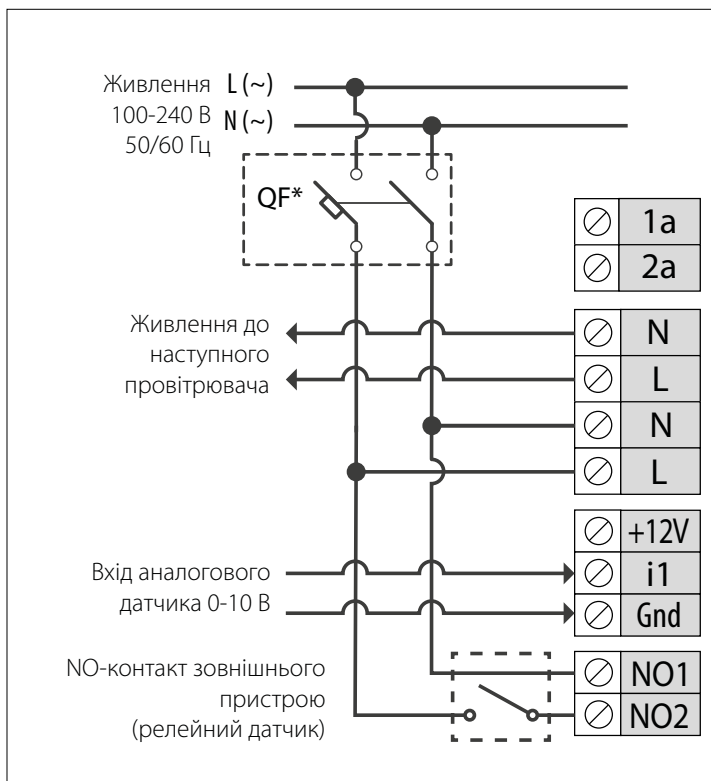 Живлення L (~)
100-240 В N (~)
50/60 Гц
QF*
1a
2a
Живлення до
наступного
провітрювача
N
L
N
L
+12V
i1
Gnd
Вхід аналогового
датчика 0-10 В
NO-контакт зовнішнього
пристрою
(релейний датчик)
NO1
NO2